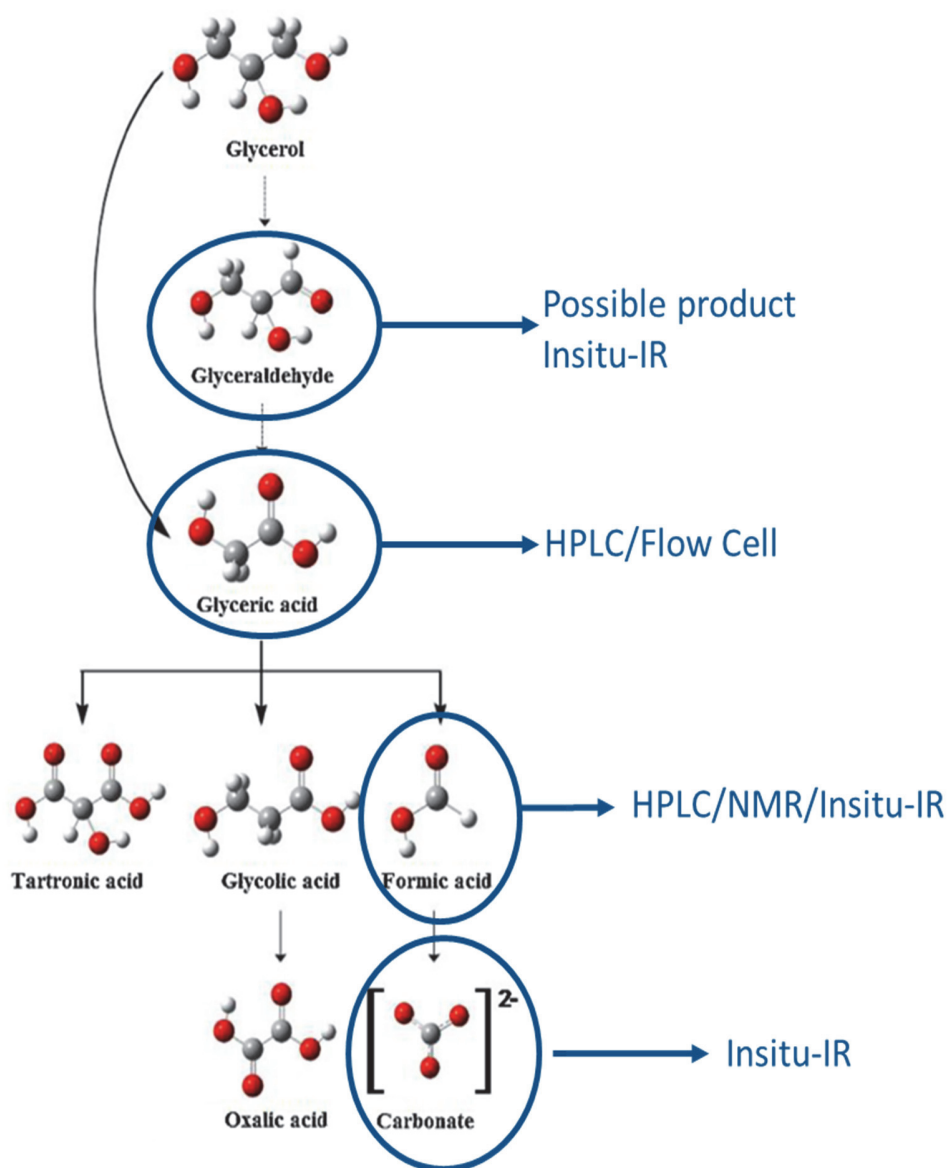 Glycerol
Glyceraldehyde
Possible product
Insitu-IR
Glyceric acid
HPLC/Flow Cell
Tartronic acid
Glycolic acid
Formic acid
HPLC/NMR/Insitu-IR
2-
Oxalic acid
Carbonate
Insitu-IR